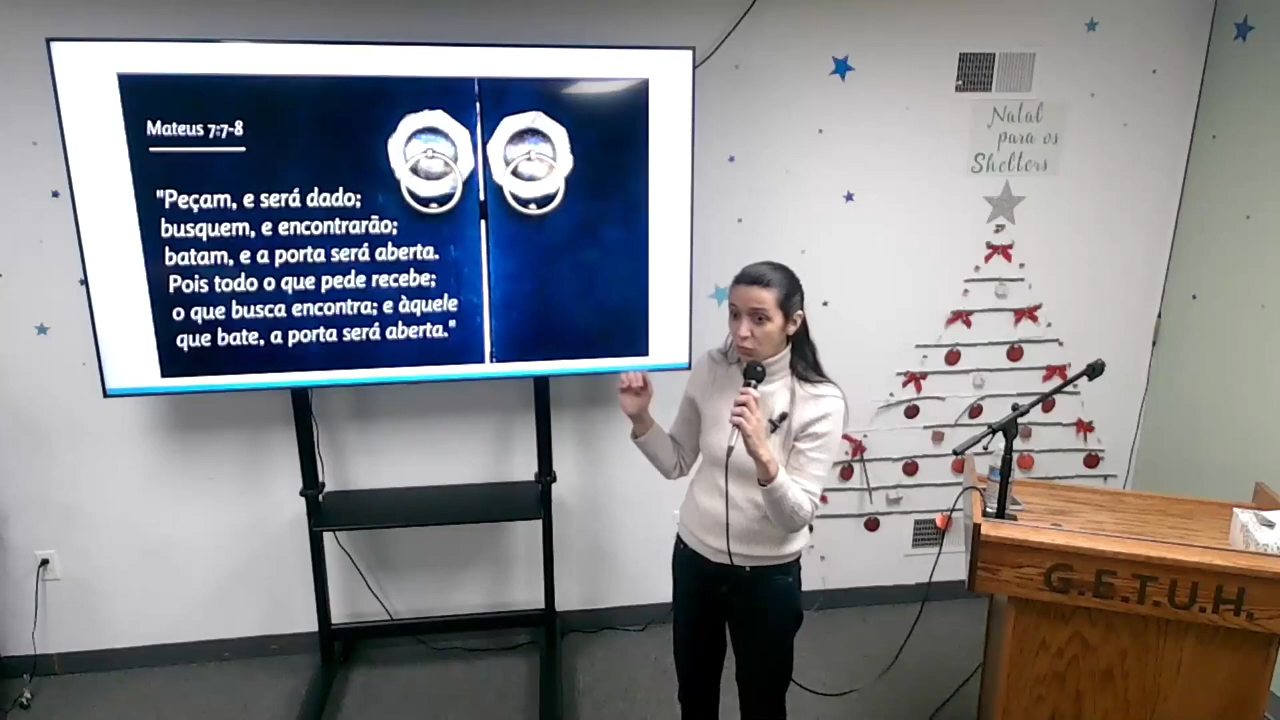 Mateus 7:7-8
"Peçam, e será dado;
busquem, e encontrarão;
batam, e a porta será aberta.
Pois todo o que pede recebe;
o que busca encontra; e àquele
que bate, a porta será aberta."
Natal
para os
Shelters
G.E.T.U.H.